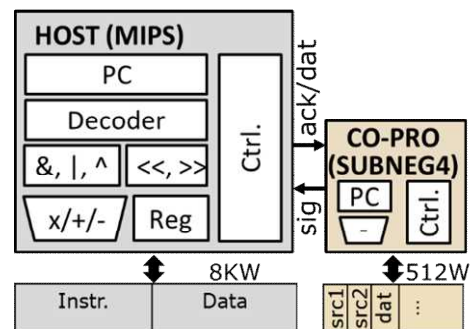 HOST (MIPS)
PC
Decoder
&, |, ^
<<, >>
x/+/-
Reg
Ctrl.
ack/dat
sig
CO-PRO
(SUBNEG4)
PC
-
Ctrl.
8KW
512W
Instr.
Data
src1
src2
dat
...